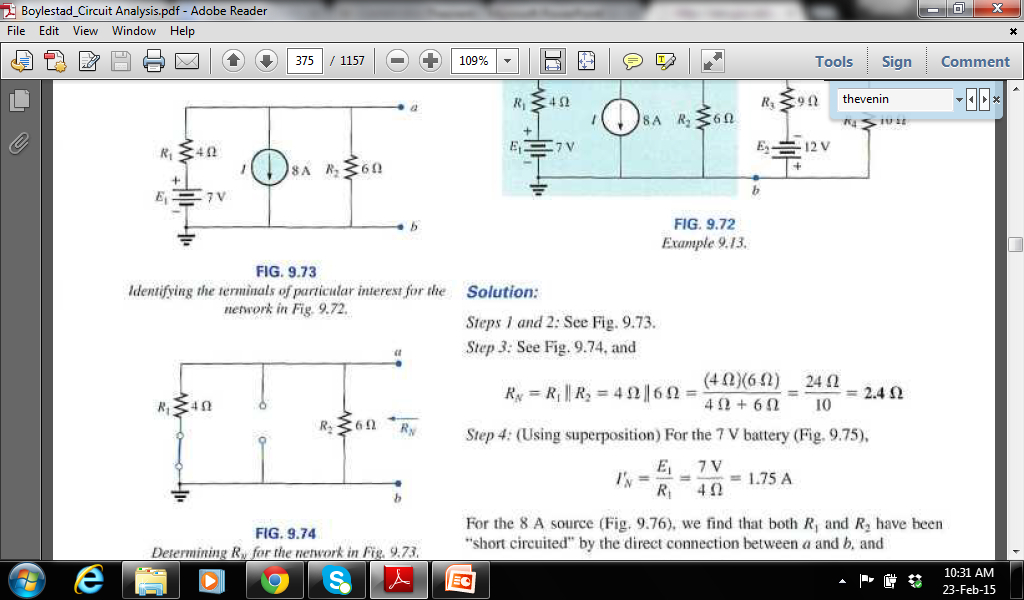 Boylestad_Circuit Analysis.pdf - Adobe Reader
File Edit View Window Help
375 / 1157 109% Tools Sign Comment
thevenin
a
R₁ 4 Ω
I 8 A R₂ 6 Ω
+
E₁ 7 V
−
b
FIG. 9.73
Identifying the terminals of particular interest for the
network in Fig. 9.72.
a
R₁ 4 Ω
R₂ 6 Ω R_N
b
FIG. 9.74
Determining R_N for the network in Fig. 9.73.
R₁ 4 Ω I 8 A R₂ 6 Ω R₃ 9 Ω
R₄ 10 Ω
+ −
E₁ 7 V E₂ 12 V
− +
b
FIG. 9.72
Example 9.13.
Solution:
Steps 1 and 2: See Fig. 9.73.
Step 3: See Fig. 9.74, and
R_N = R₁ ∥ R₂ = 4 Ω ∥ 6 Ω = (4 Ω)(6 Ω) / 4 Ω + 6 Ω = 24 Ω / 10 = 2.4 Ω
Step 4: (Using superposition) For the 7 V battery (Fig. 9.75),
I′_N = E₁ / R₁ = 7 V / 4 Ω = 1.75 A
For the 8 A source (Fig. 9.76), we find that both R₁ and R₂ have been
"short circuited" by the direct connection between a and b, and
10:31 AM
23-Feb-15